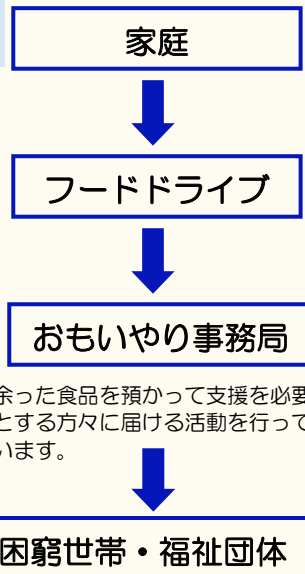 家庭
フードドライブ
おもいやり事務局
余った食品を預かって支援を必要
とする方々に届ける活動を行って
います。
困窮世帯・福祉団体